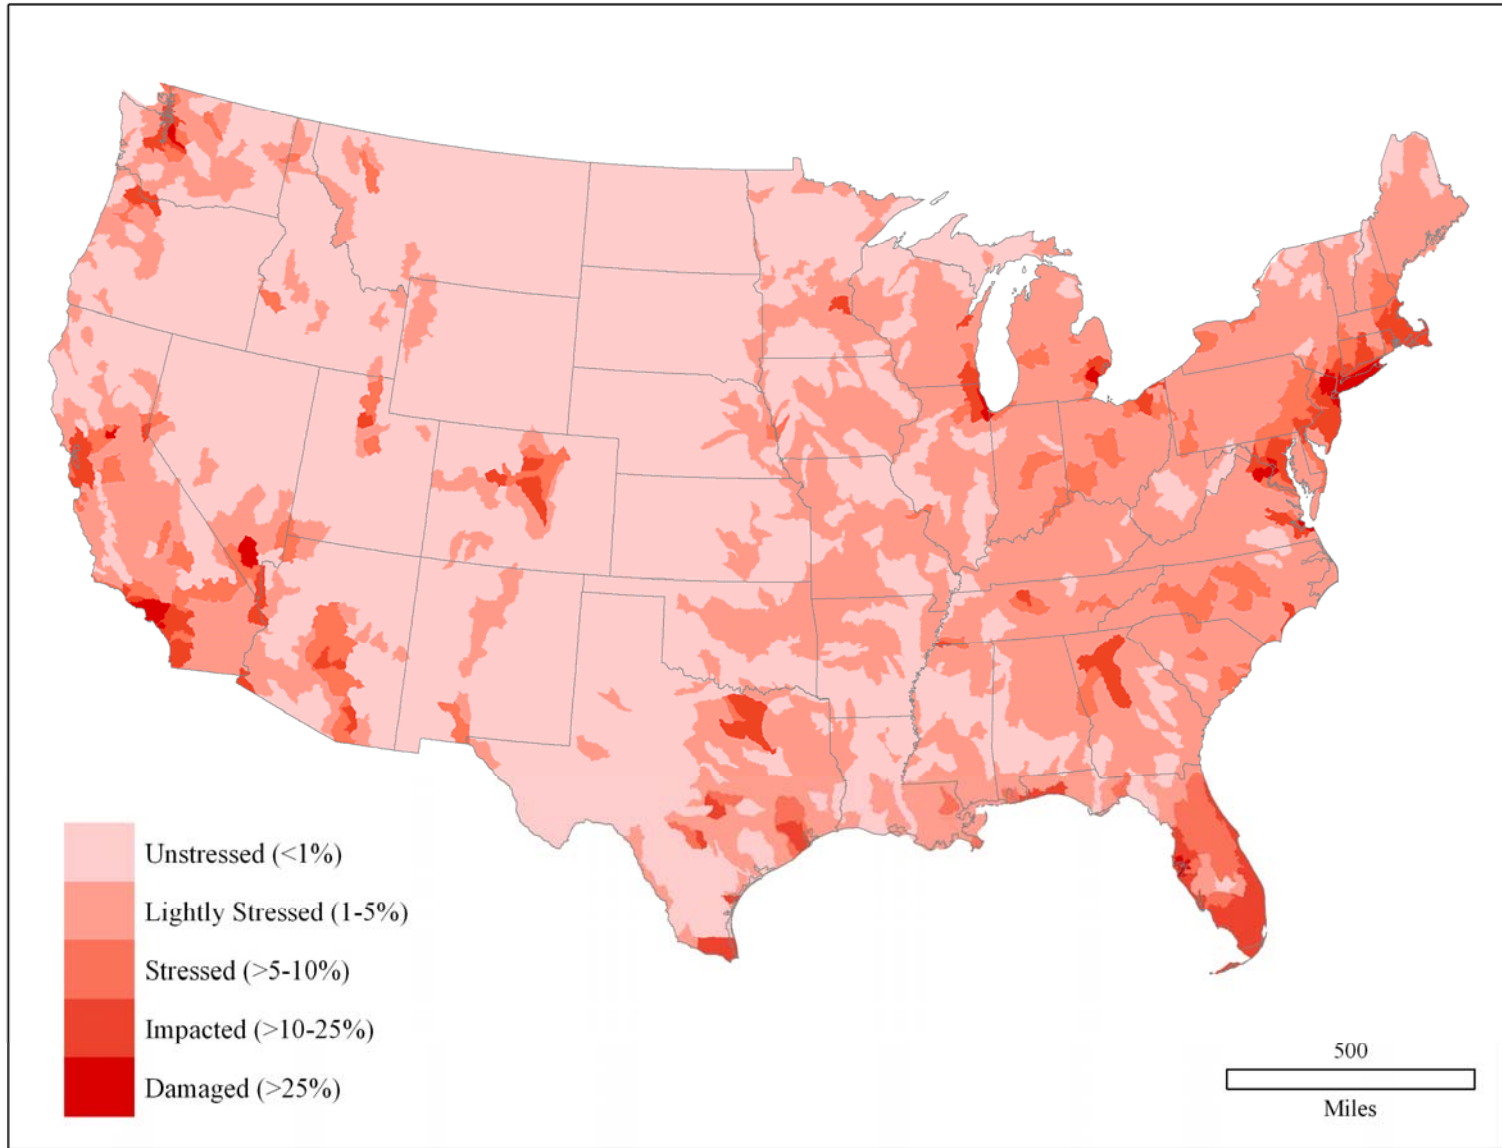 Unstressed (<1%)
Lightly Stressed (1-5%)
Stressed (>5-10%)
Impacted (>10-25%)
Damaged (>25%)
500
Miles